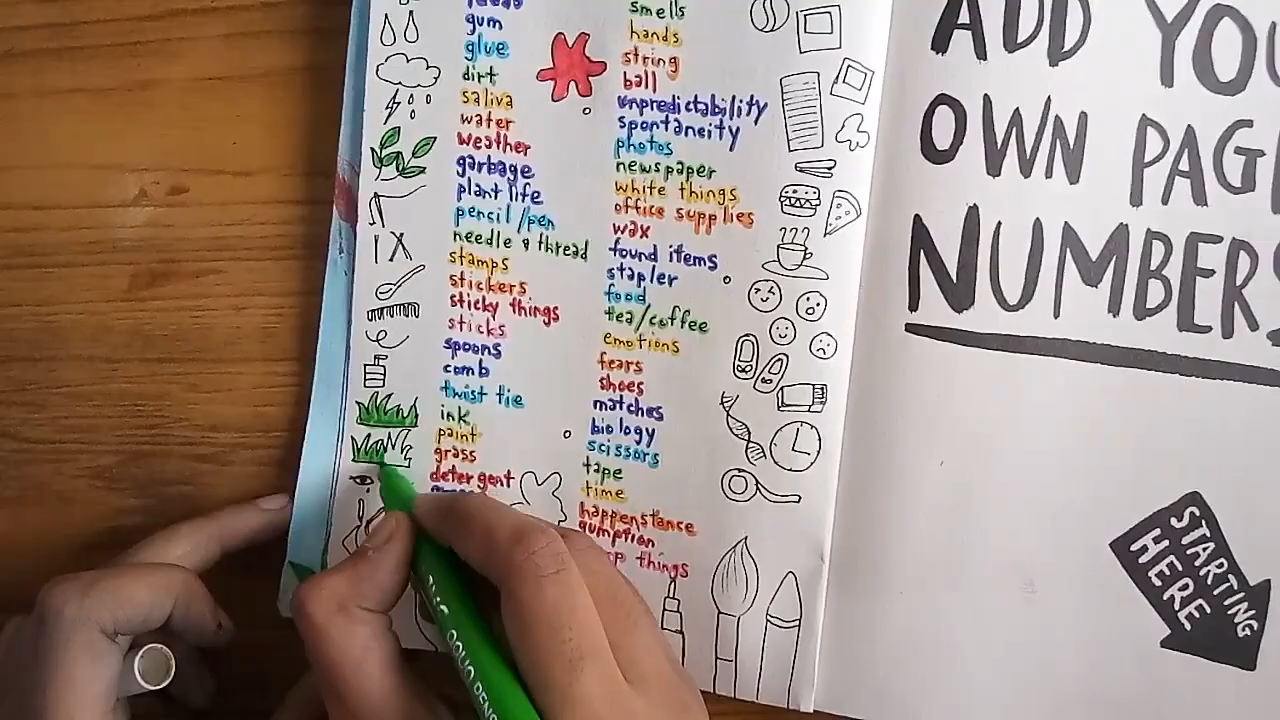 gum
glue
dirt
saliva
water
weather
garbage
plant life
pencil/pen
needle & thread
stamps
stickers
sticky things
sticks
spoons
comb
twist tie
ink
paint
grass
detergent
smells
hands
string
ball
unpredictability
spontaneity
photos
newspaper
white things
office supplies
wax
found items
stapler
food
tea/coffee
emotions
fears
shoes
matches
biology
scissors
tape
time
happenstance
gumption
things
ADD YOU
OWN PAG
NUMBERS
STARTING
HERE